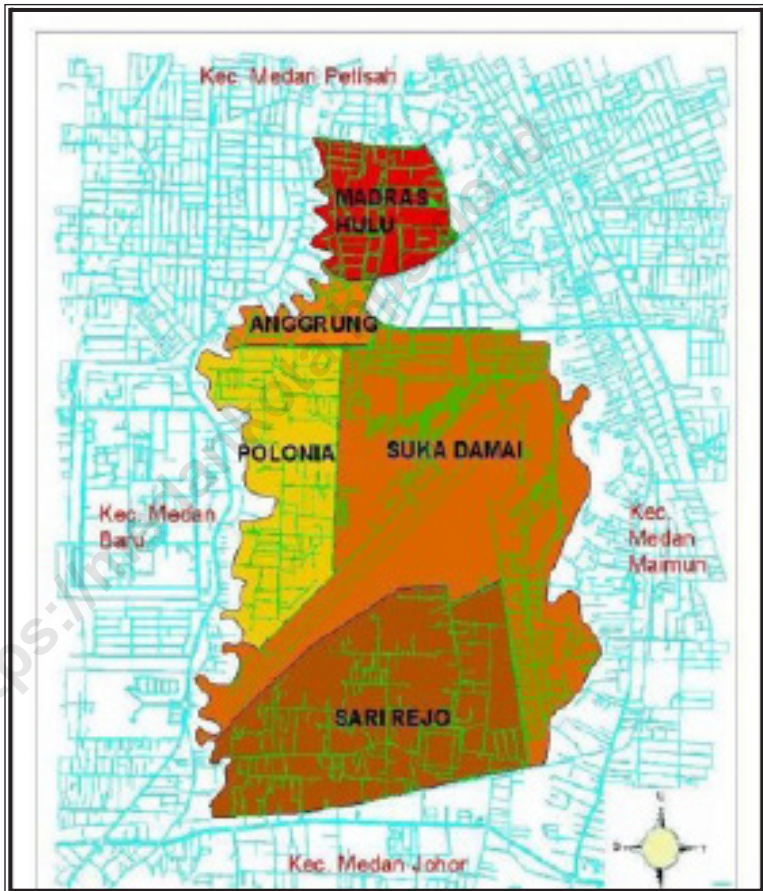 Kec. Medan Petisah
MADRAS
HULU
ANGGRUNG
POLONIA
SUKA DAMAI
Kec. Medan
Baru
Kec.
Medan
Maimun
SARI REJO
Kec. Medan Johor